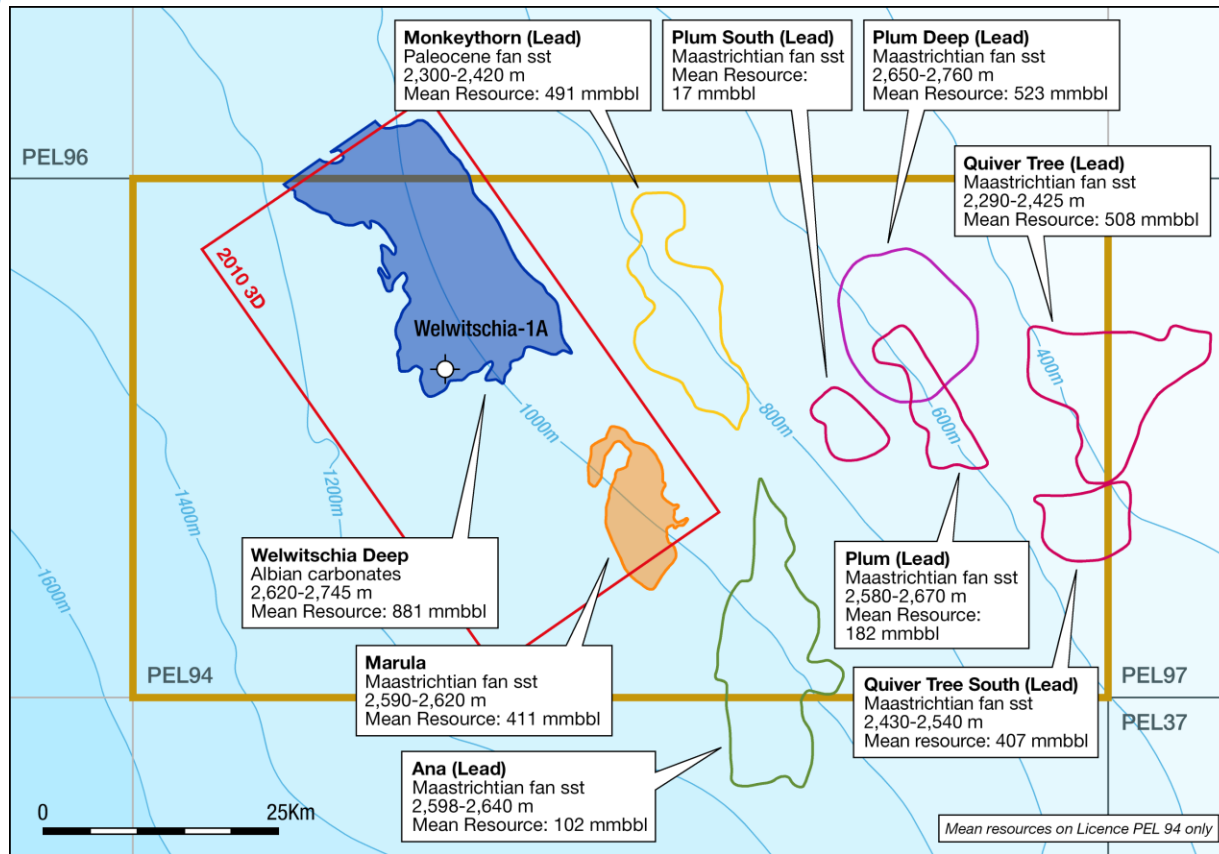 Monkeythorn (Lead)
Paleocene fan sst
2,300-2,420 m
Mean Resource: 491 mmbbl
Plum South (Lead)
Maastrichtian fan sst
Mean Resource:
17 mmbbl
Plum Deep (Lead)
Maastrichtian fan sst
2,650-2,760 m
Mean Resource: 523 mmbbl
PEL96
Quiver Tree (Lead)
Maastrichtian fan sst
2,290-2,425 m
Mean Resource: 508 mmbbl
2010 3D
Welwitschia-1A
400m
800m
600m
1000m
1200m
1400m
1600m
Welwitschia Deep
Albian carbonates
2,620-2,745 m
Mean Resource: 881 mmbbl
Plum (Lead)
Maastrichtian fan sst
2,580-2,670 m
Mean Resource:
182 mmbbl
Marula
Maastrichtian fan sst
2,590-2,620 m
Mean Resource: 411 mmbbl
PEL94
PEL97
Quiver Tree South (Lead)
Maastrichtian fan sst
2,430-2,540 m
Mean resource: 407 mmbbl
PEL37
Ana (Lead)
Maastrichtian fan sst
2,598-2,640 m
Mean Resource: 102 mmbbl
0 25Km
Mean resources on Licence PEL 94 only